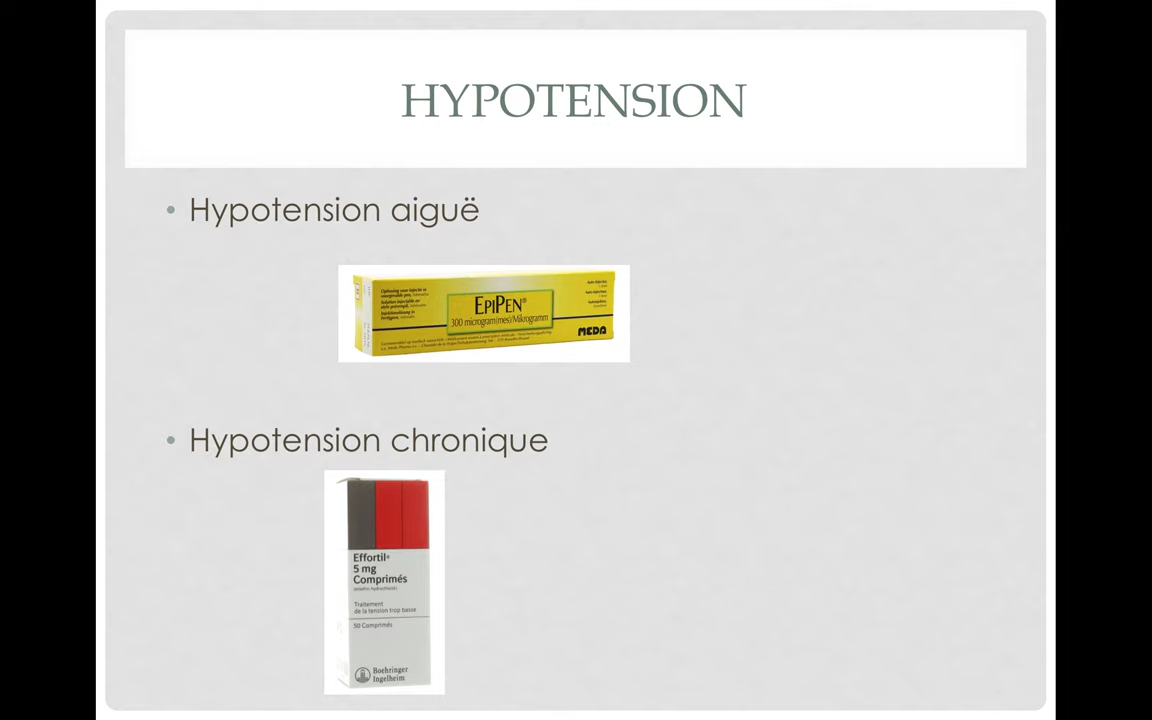 HYPOTENSION
• Hypotension aiguë
EPIPEN®
300 microgram(mes)/Mikrogramm
MEDA
• Hypotension chronique
Effortil®
5 mg
Comprimés
Traitement
de la tension trop basse
50 Comprimés
Boehringer
Ingelheim